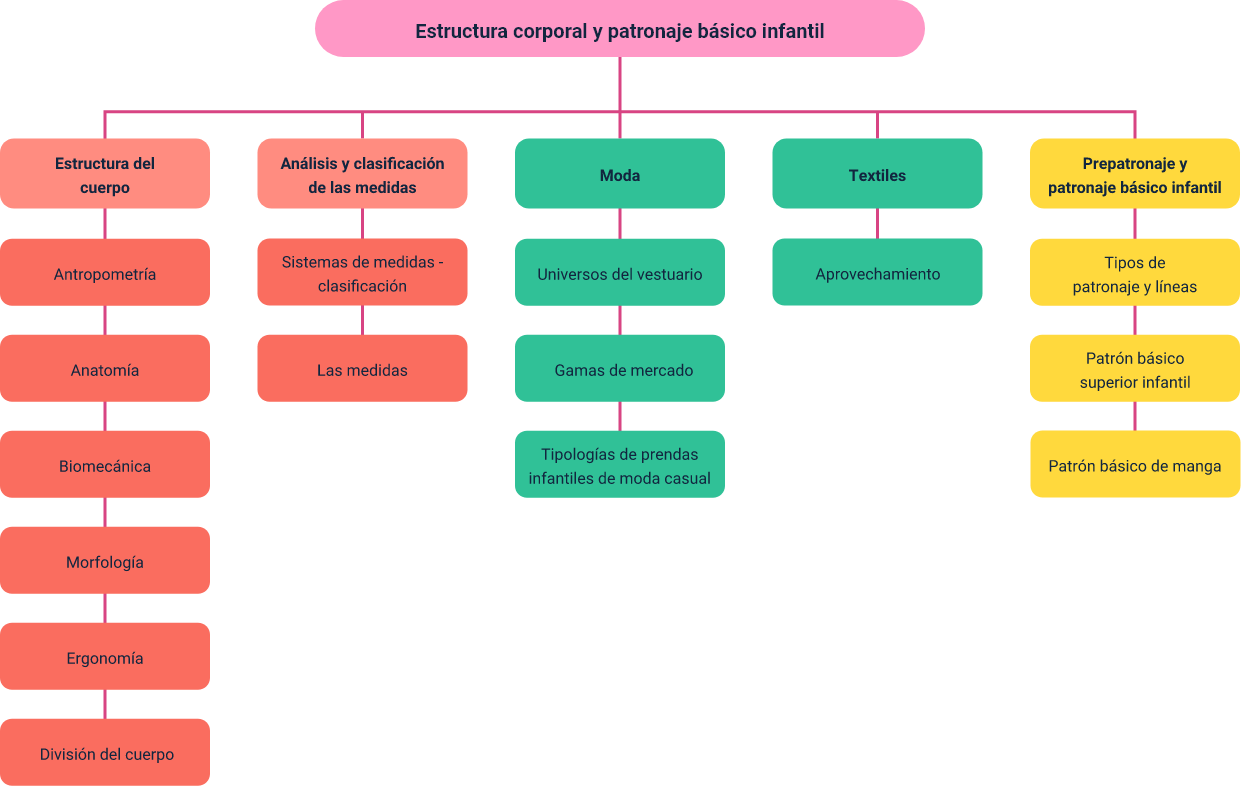 Estructura corporal y patronaje básico infantil
Estructura del
cuerpo
Antropometría
Anatomía
Biomecánica
Morfología
Ergonomía
División del cuerpo
Análisis y clasificación
de las medidas
Sistemas de medidas -
clasificación
Las medidas
Moda
Universos del vestuario
Gamas de mercado
Tipologías de prendas
infantiles de moda casual
Textiles
Aprovechamiento
Prepatronaje y
patronaje básico infantil
Tipos de
patronaje y líneas
Patrón básico
superior infantil
Patrón básico de manga